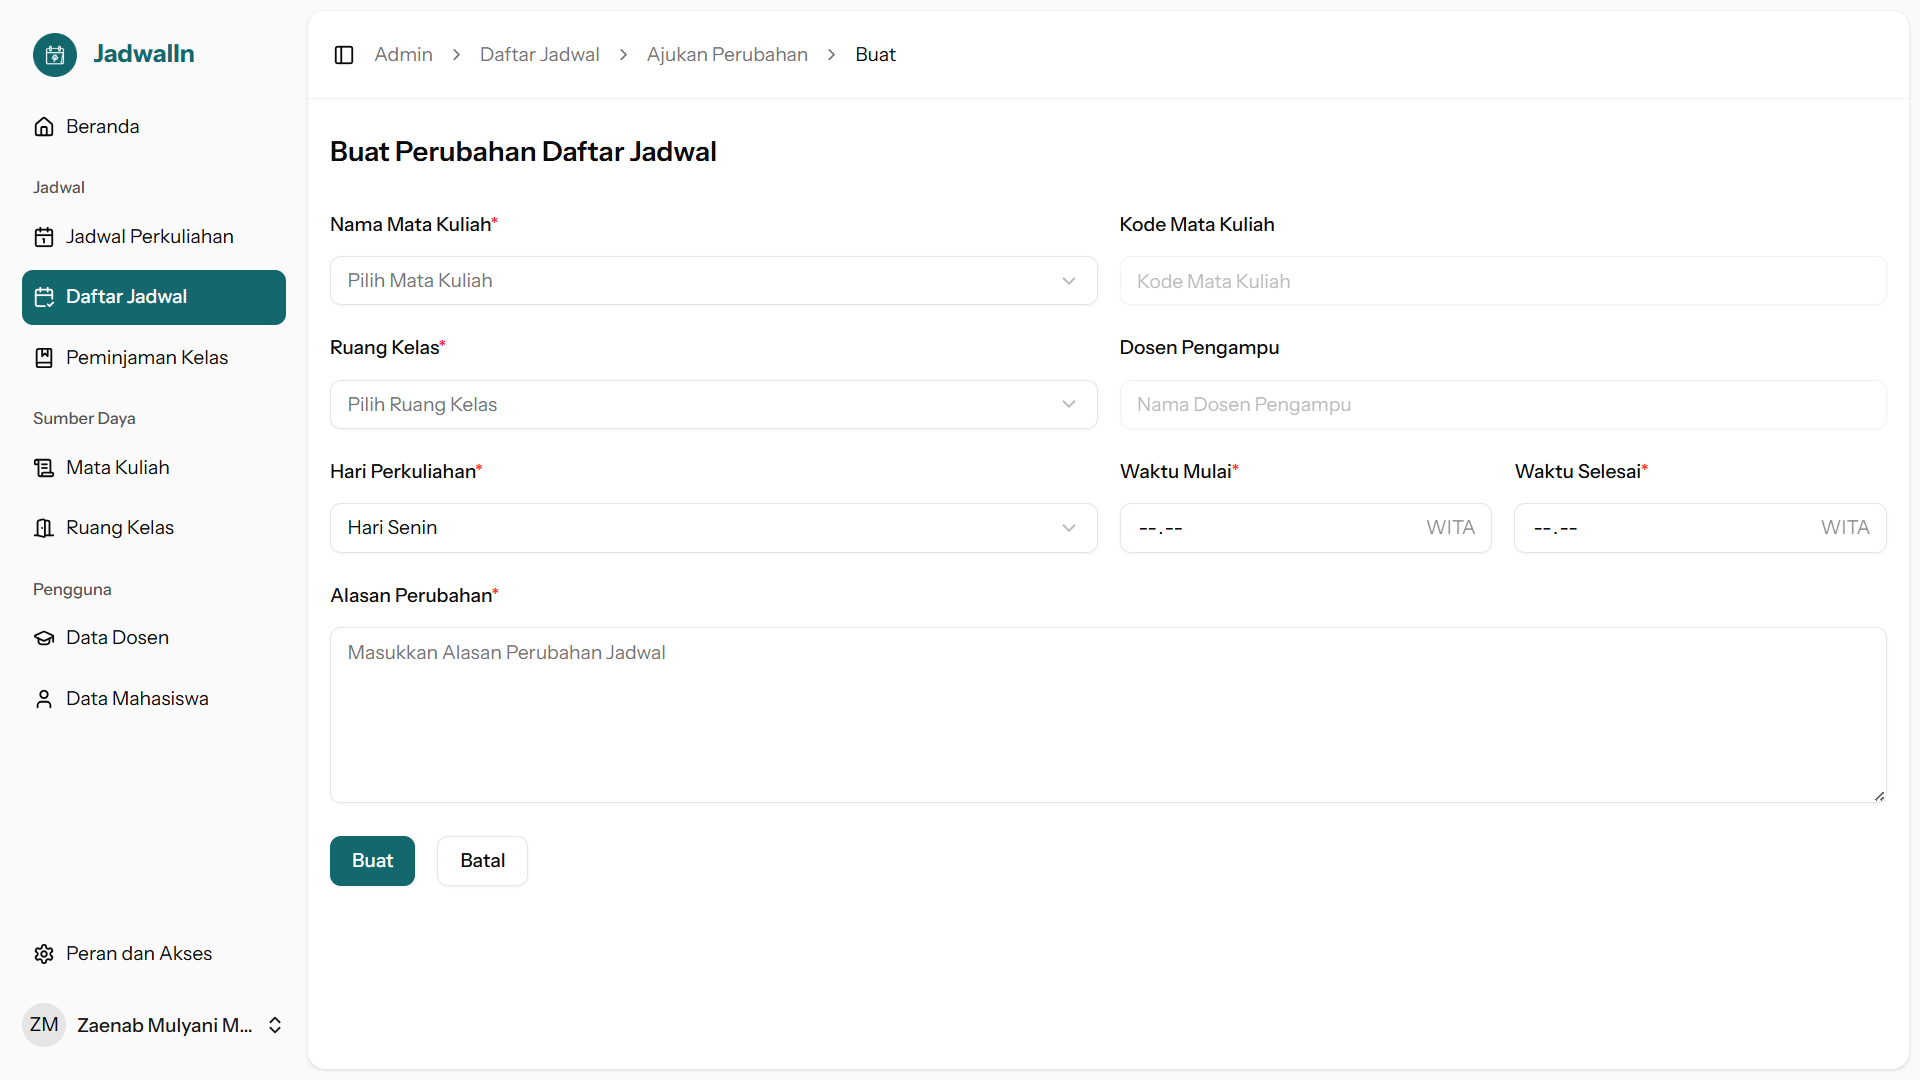 JadwalIn
Beranda
Jadwal
Jadwal Perkuliahan
Daftar Jadwal
Peminjaman Kelas
Sumber Daya
Mata Kuliah
Ruang Kelas
Pengguna
Data Dosen
Data Mahasiswa
Peran dan Akses
ZM Zaenab Mulyani M...
Admin > Daftar Jadwal > Ajukan Perubahan > Buat
Buat Perubahan Daftar Jadwal
Nama Mata Kuliah*
Pilih Mata Kuliah
Kode Mata Kuliah
Kode Mata Kuliah
Ruang Kelas*
Pilih Ruang Kelas
Dosen Pengampu
Nama Dosen Pengampu
Hari Perkuliahan*
Hari Senin
Waktu Mulai*
--.-- WITA
Waktu Selesai*
--.-- WITA
Alasan Perubahan*
Masukkan Alasan Perubahan Jadwal
Buat
Batal